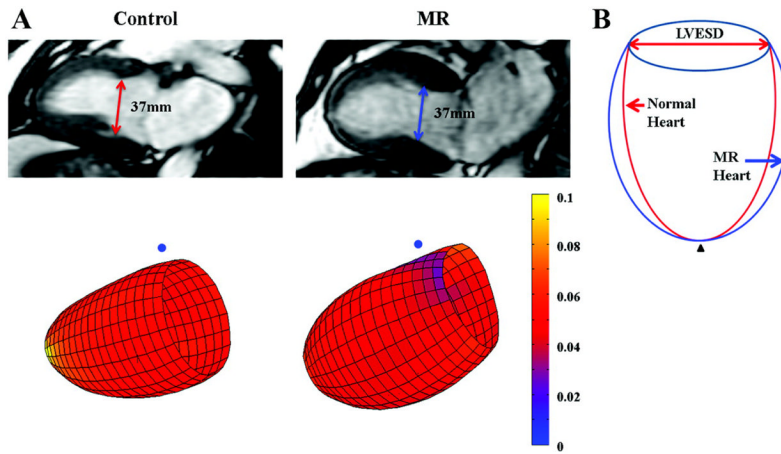 A
Control
MR
B
37mm
37mm
LVESD
Normal
Heart
MR
Heart
0.1
0.08
0.06
0.04
0.02
0